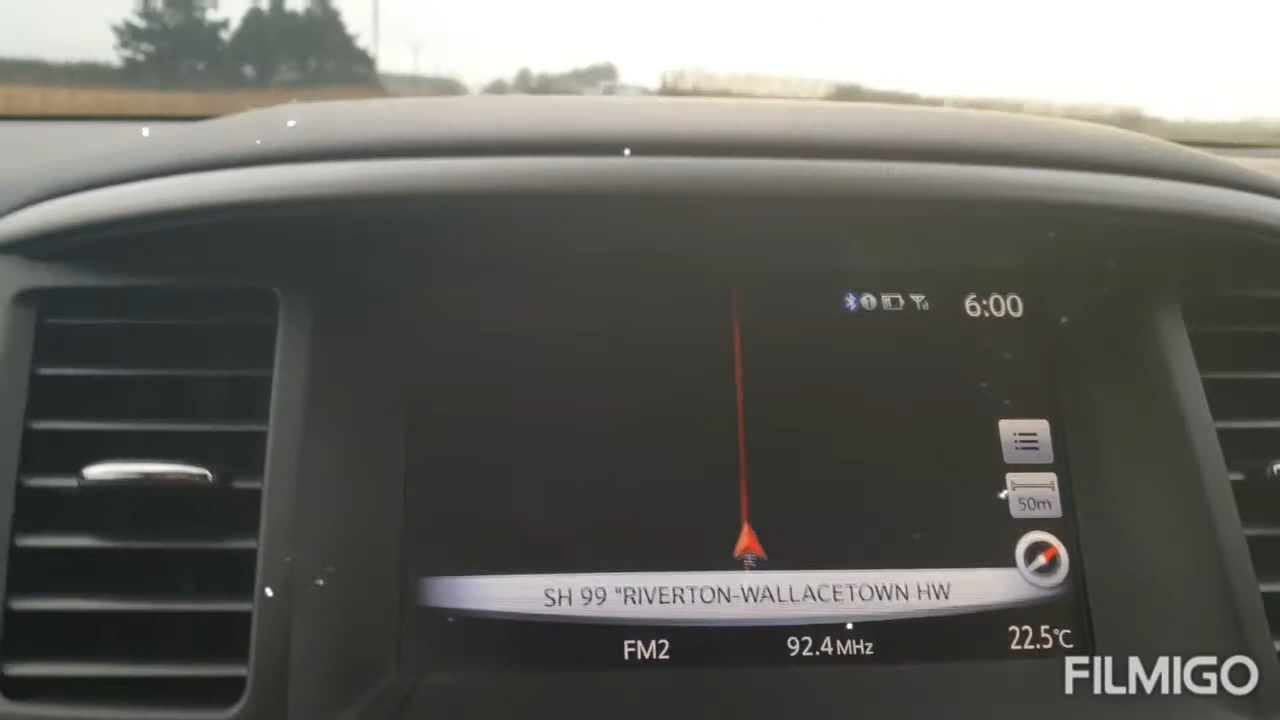 6:00
50m
SH 99 "RIVERTON-WALLACETOWN HW
FM2 92.4 MHz 22.5°C
FILMIGO